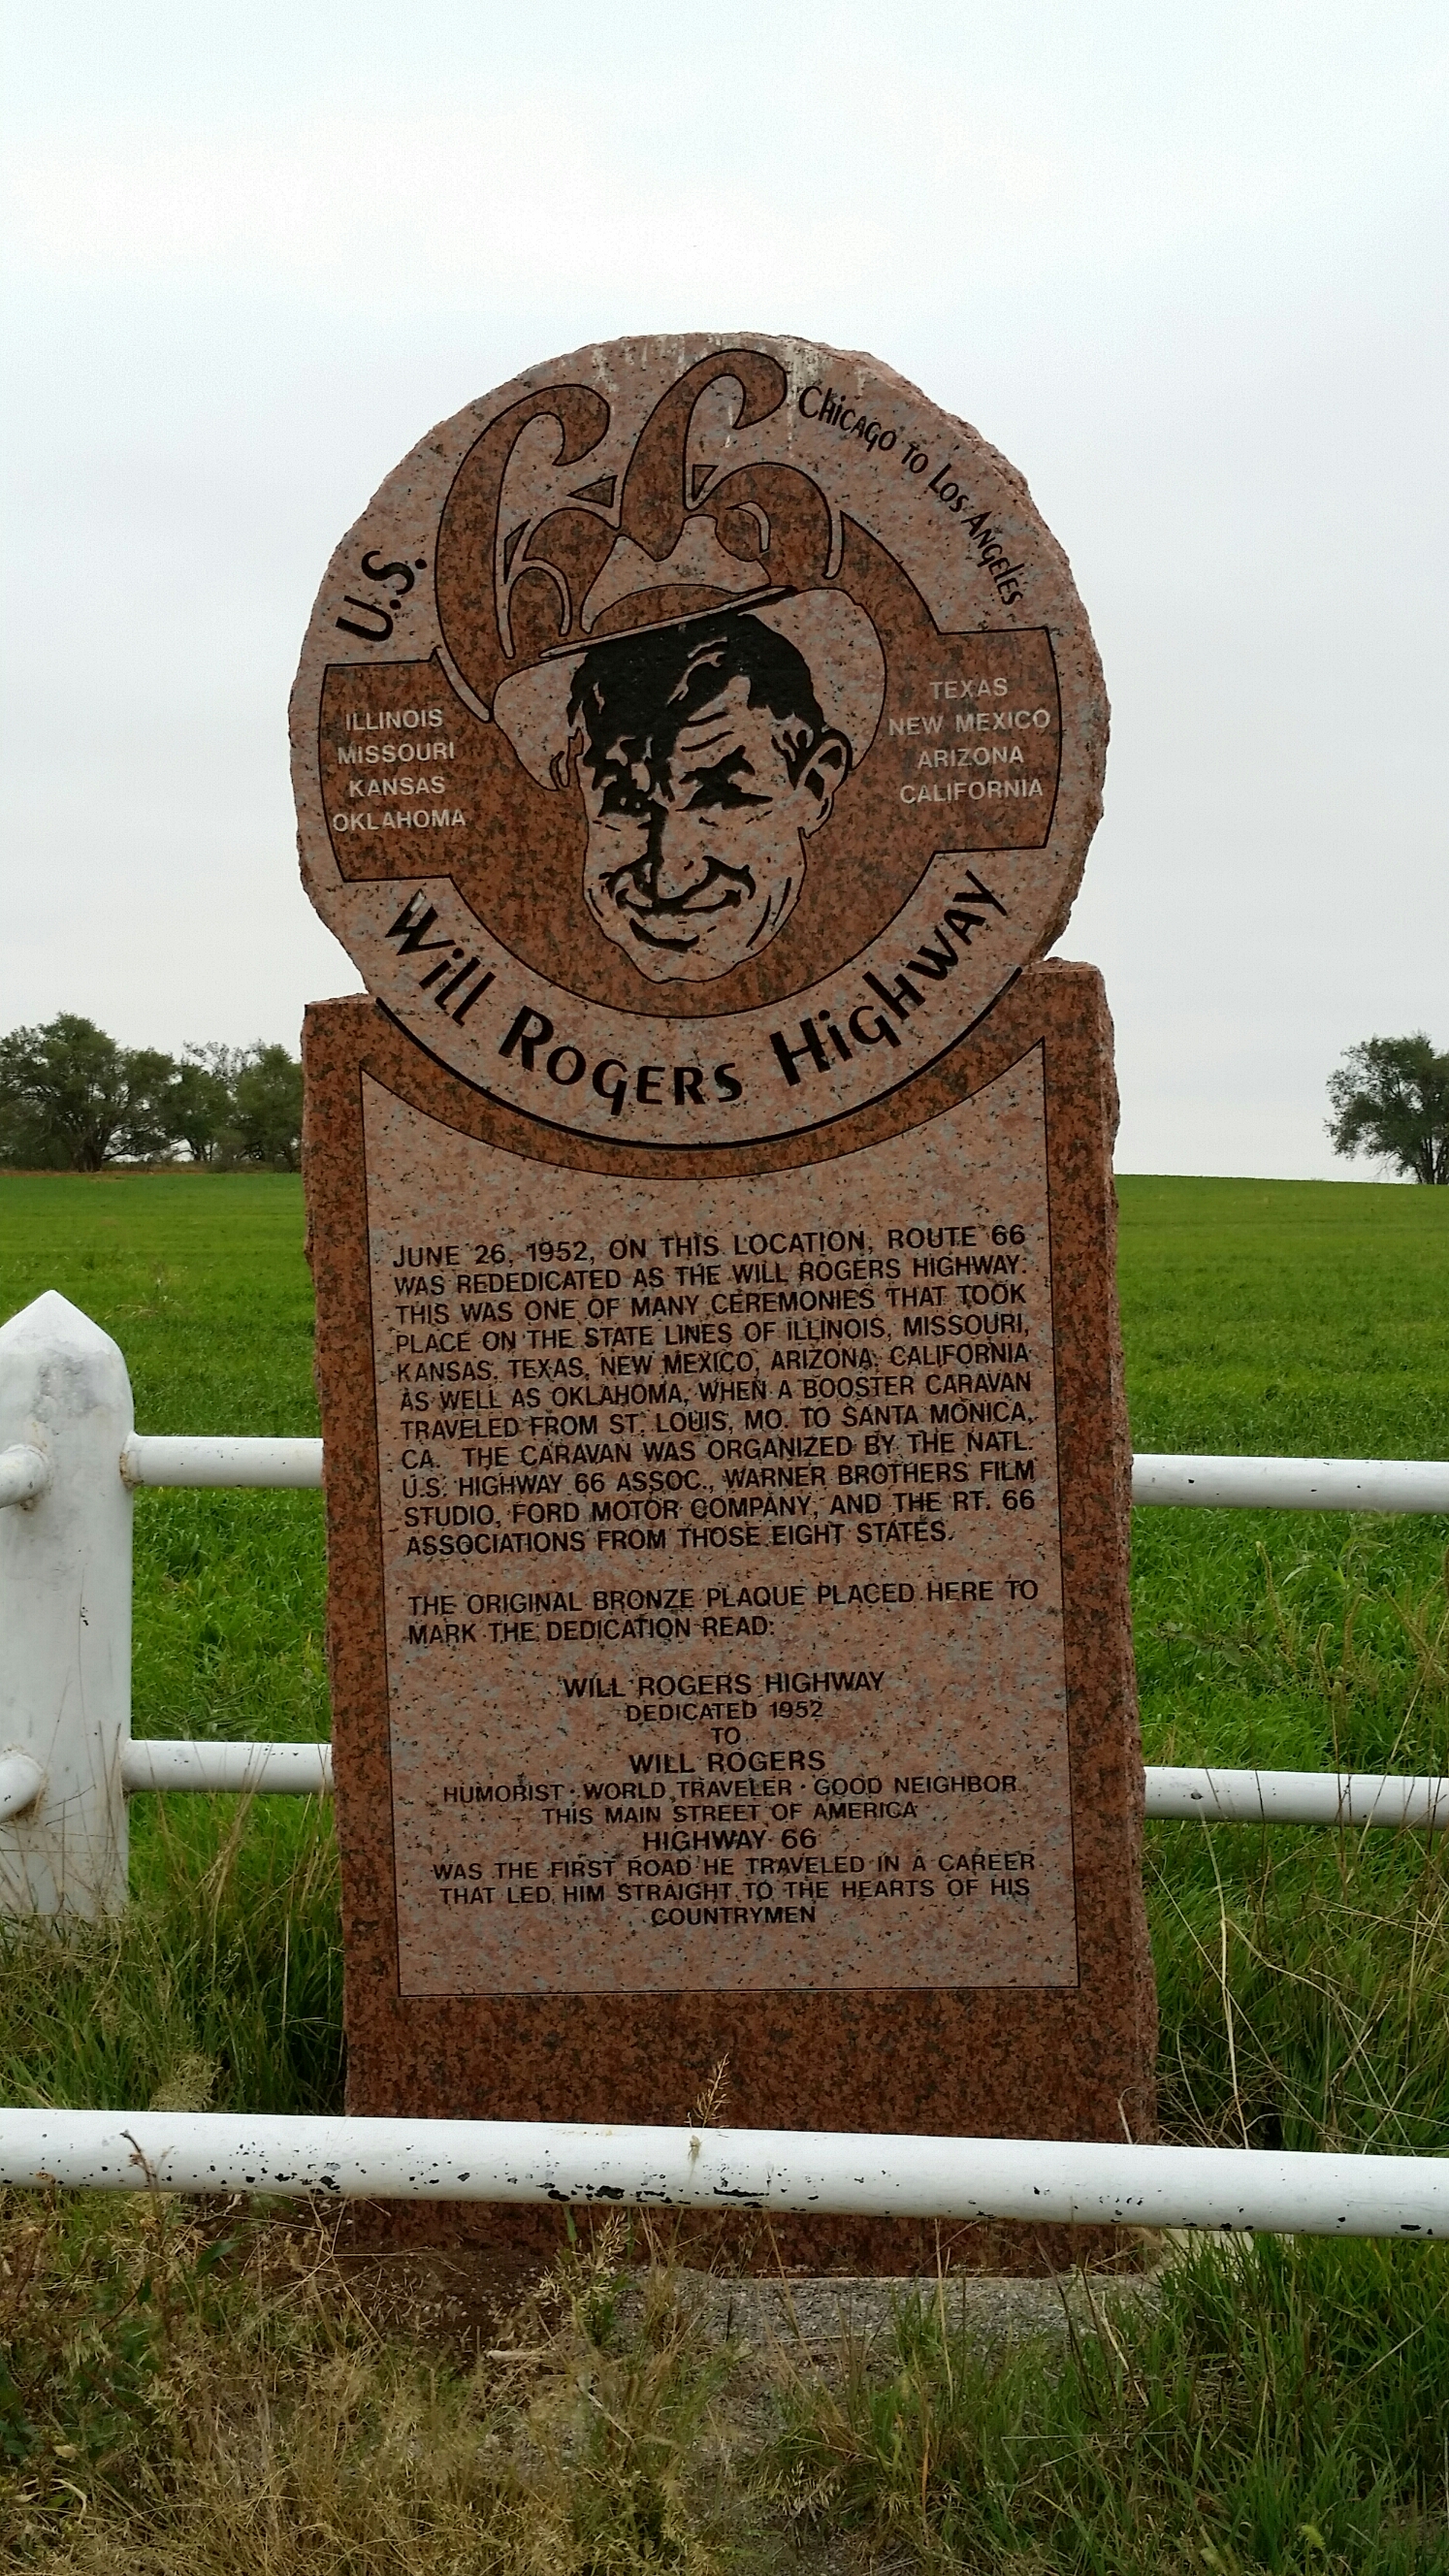 U.S.
66
Chicago to Los Angeles
ILLINOIS
MISSOURI
KANSAS
OKLAHOMA
TEXAS
NEW MEXICO
ARIZONA
CALIFORNIA
Will Rogers Highway
JUNE 26, 1952, ON THIS LOCATION, ROUTE 66
WAS REDEDICATED AS THE WILL ROGERS HIGHWAY.
THIS WAS ONE OF MANY CEREMONIES THAT TOOK
PLACE ON THE STATE LINES OF ILLINOIS, MISSOURI,
KANSAS, TEXAS, NEW MEXICO, ARIZONA, CALIFORNIA
AS WELL AS OKLAHOMA, WHEN A BOOSTER CARAVAN
TRAVELED FROM ST. LOUIS, MO. TO SANTA MONICA,
CA. THE CARAVAN WAS ORGANIZED BY THE NATL.
U.S. HIGHWAY 66 ASSOC., WARNER BROTHERS FILM
STUDIO, FORD MOTOR COMPANY, AND THE RT. 66
ASSOCIATIONS FROM THOSE EIGHT STATES.
THE ORIGINAL BRONZE PLAQUE PLACED HERE TO
MARK THE DEDICATION READ:
WILL ROGERS HIGHWAY
DEDICATED 1952
TO
WILL ROGERS
HUMORIST · WORLD TRAVELER · GOOD NEIGHBOR
THIS MAIN STREET OF AMERICA
HIGHWAY 66
WAS THE FIRST ROAD HE TRAVELED IN A CAREER
THAT LED HIM STRAIGHT TO THE HEARTS OF HIS
COUNTRYMEN